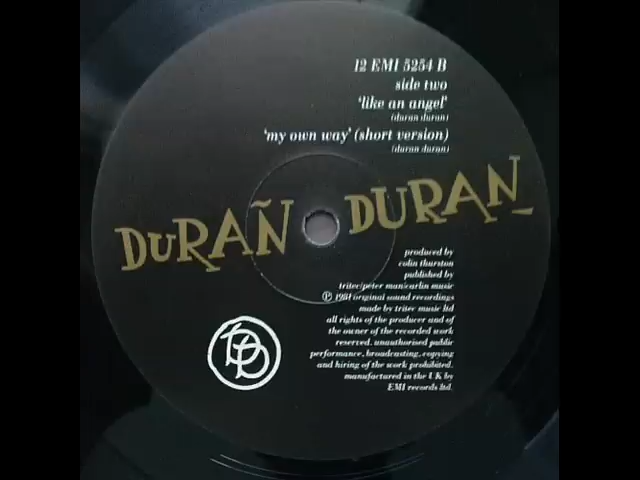 12 EMI 5254 B
side two
'like an angel'
(duran duran)
'my own way' (short version)
(duran duran)
DURAÑ DURAN
produced by
colin thurston
published by
tritec/peter man/carlin music
℗ 1981 original sound recordings
made by tritec music ltd
all rights of the producer and of
the owner of the recorded work
reserved. unauthorised public
performance, broadcasting, copying
and hiring of the work prohibited.
manufactured in the UK by
EMI records ltd.
DD